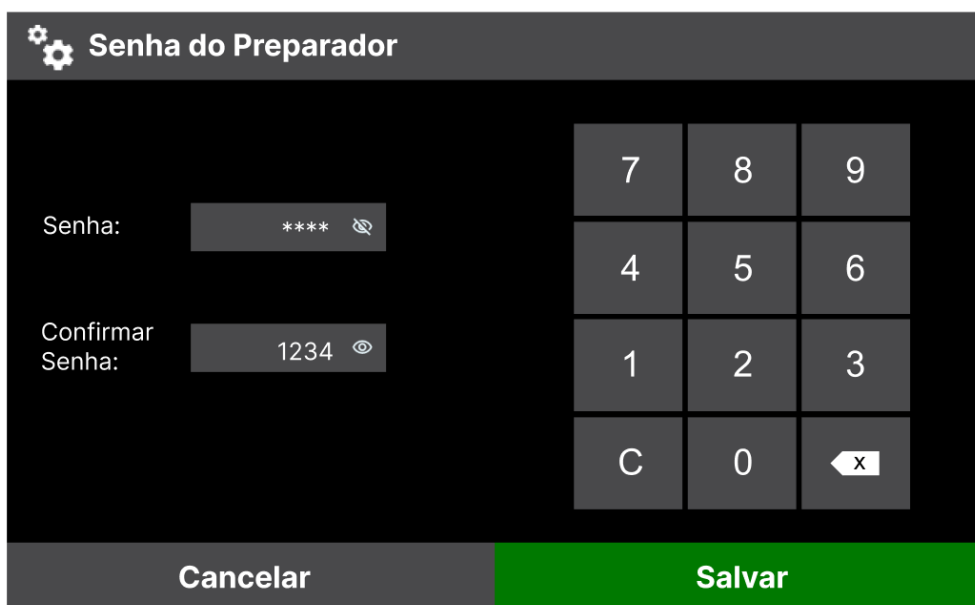 Senha do Preparador
Senha: ****
Confirmar
Senha: 1234
7 8 9
4 5 6
1 2 3
C 0 x
Cancelar Salvar